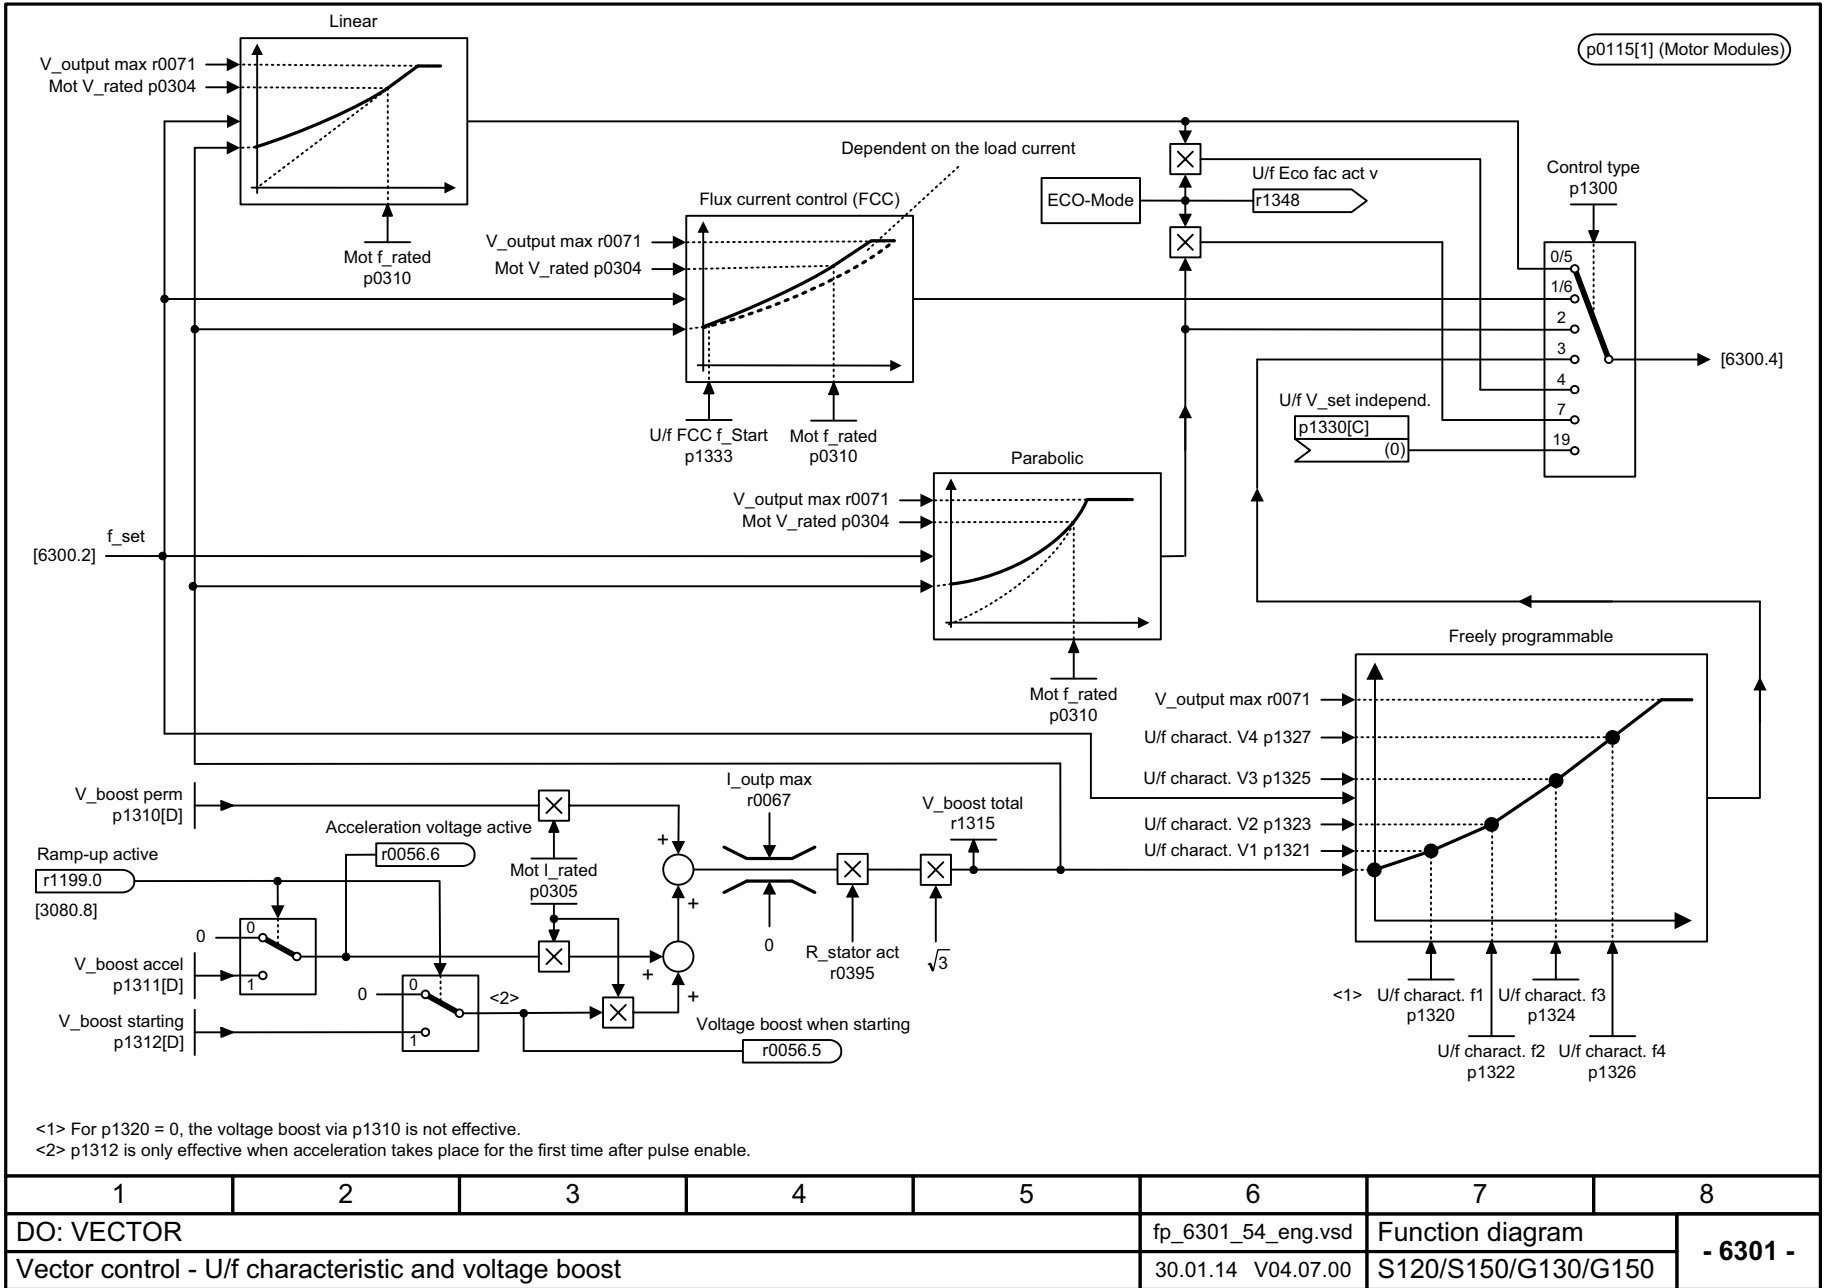 Linear
p0115[1] (Motor Modules)
V_output max r0071
Mot V_rated p0304
Mot f_rated
p0310
Dependent on the load current
Flux current control (FCC)
V_output max r0071
Mot V_rated p0304
U/f FCC f_Start
p1333
Mot f_rated
p0310
ECO-Mode
U/f Eco fac act v
r1348
Control type
p1300
0/5
1/6
2
3
4
7
19
[6300.4]
U/f V_set independ.
p1330[C]
(0)
Parabolic
V_output max r0071
Mot V_rated p0304
Mot f_rated
p0310
f_set
[6300.2]
Freely programmable
V_output max r0071
U/f charact. V4 p1327
U/f charact. V3 p1325
U/f charact. V2 p1323
U/f charact. V1 p1321
<1>
U/f charact. f1
p1320
U/f charact. f3
p1324
U/f charact. f2
p1322
U/f charact. f4
p1326
V_boost perm
p1310[D]
Acceleration voltage active
r0056.6
Ramp-up active
r1199.0
[3080.8]
0
0
1
V_boost accel
p1311[D]
V_boost starting
p1312[D]
0
0
1
<2>
Mot I_rated
p0305
+
+
+
+
I_outp max
r0067
0
R_stator act
r0395
√3
V_boost total
r1315
Voltage boost when starting
r0056.5
<1> For p1320 = 0, the voltage boost via p1310 is not effective.
<2> p1312 is only effective when acceleration takes place for the first time after pulse enable.
1 2 3 4 5 6 7 8
DO: VECTOR
fp_6301_54_eng.vsd
Function diagram
- 6301 -
Vector control - U/f characteristic and voltage boost
30.01.14 V04.07.00
S120/S150/G130/G150